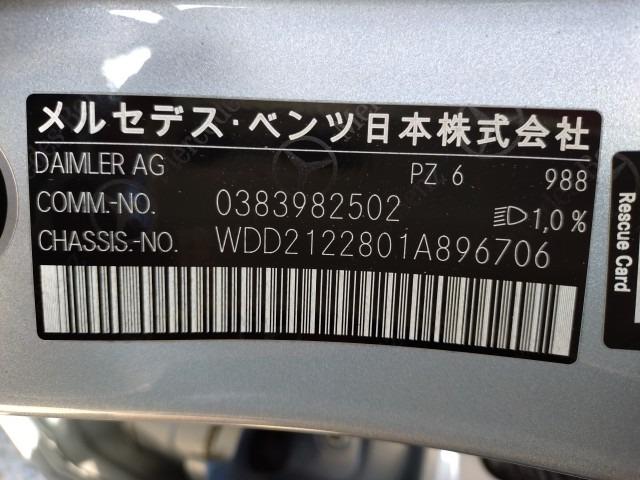 メルセデス・ベンツ日本株式会社
DAIMLER AG PZ 6 988
COMM.-NO. 0383982502 1,0%
CHASSIS.-NO. WDD2122801A896706
Rescue Card